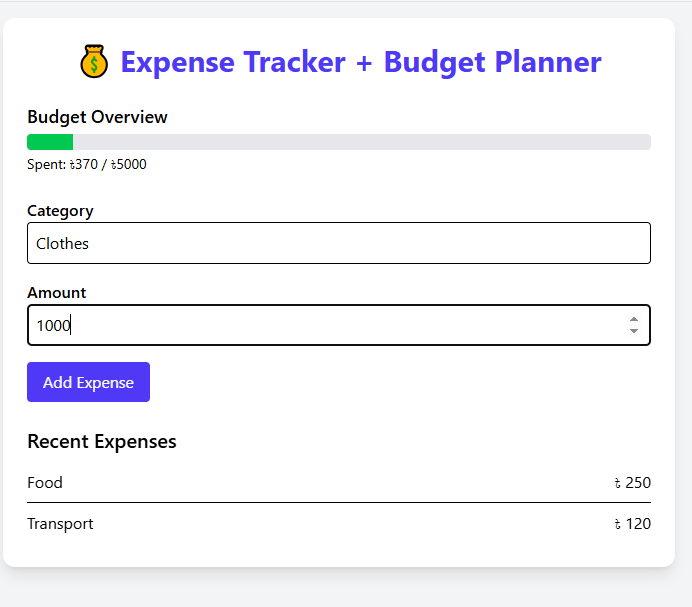 Expense Tracker + Budget Planner
Budget Overview
Spent: ৳370 / ৳5000
Category
Clothes
Amount
1000
Add Expense
Recent Expenses
Food ৳ 250
Transport ৳ 120